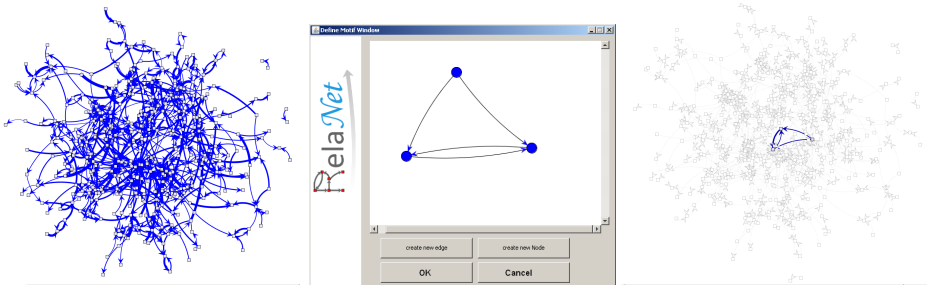 Define Motif Window
RelaNet
create new edge
create new Node
OK
Cancel